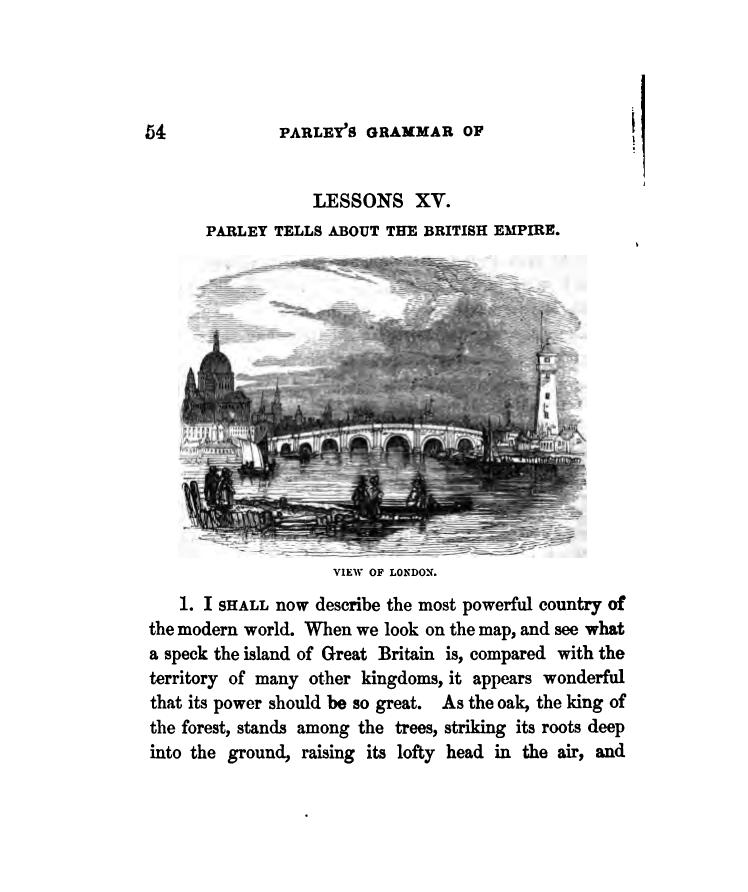 54
PARLEY'S GRAMMAR OF
LESSONS XV.
PARLEY TELLS ABOUT THE BRITISH EMPIRE.
VIEW OF LONDON.
1. I SHALL now describe the most powerful country of
the modern world. When we look on the map, and see what
a speck the island of Great Britain is, compared with the
territory of many other kingdoms, it appears wonderful
that its power should be so great. As the oak, the king of
the forest, stands among the trees, striking its roots deep
into the ground, raising its lofty head in the air, and